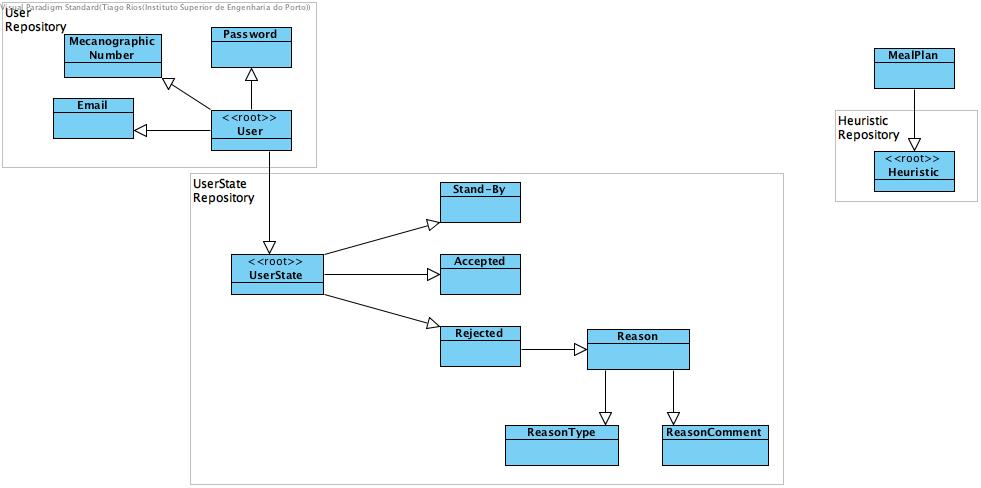 Visual Paradigm Standard(Tiago Rios(Instituto Superior de Engenharia do Porto))
User
Repository
Mecanographic
Number
Password
Email
<<root>>
User
MealPlan
Heuristic
Repository
<<root>>
Heuristic
UserState
Repository
Stand-By
<<root>>
UserState
Accepted
Rejected
Reason
ReasonType
ReasonComment